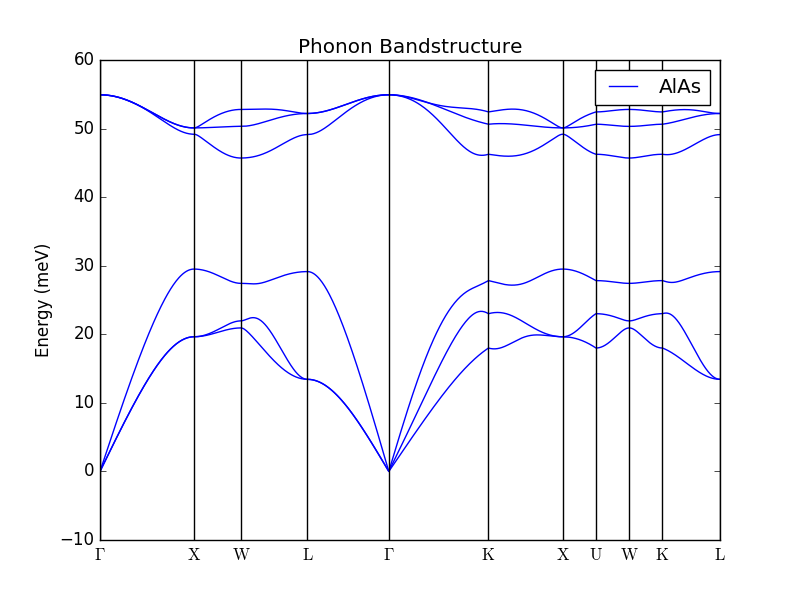 Phonon Bandstructure
AlAs
60
50
40
30
20
10
0
−10
Energy (meV)
Γ X W L Γ K X U W K L